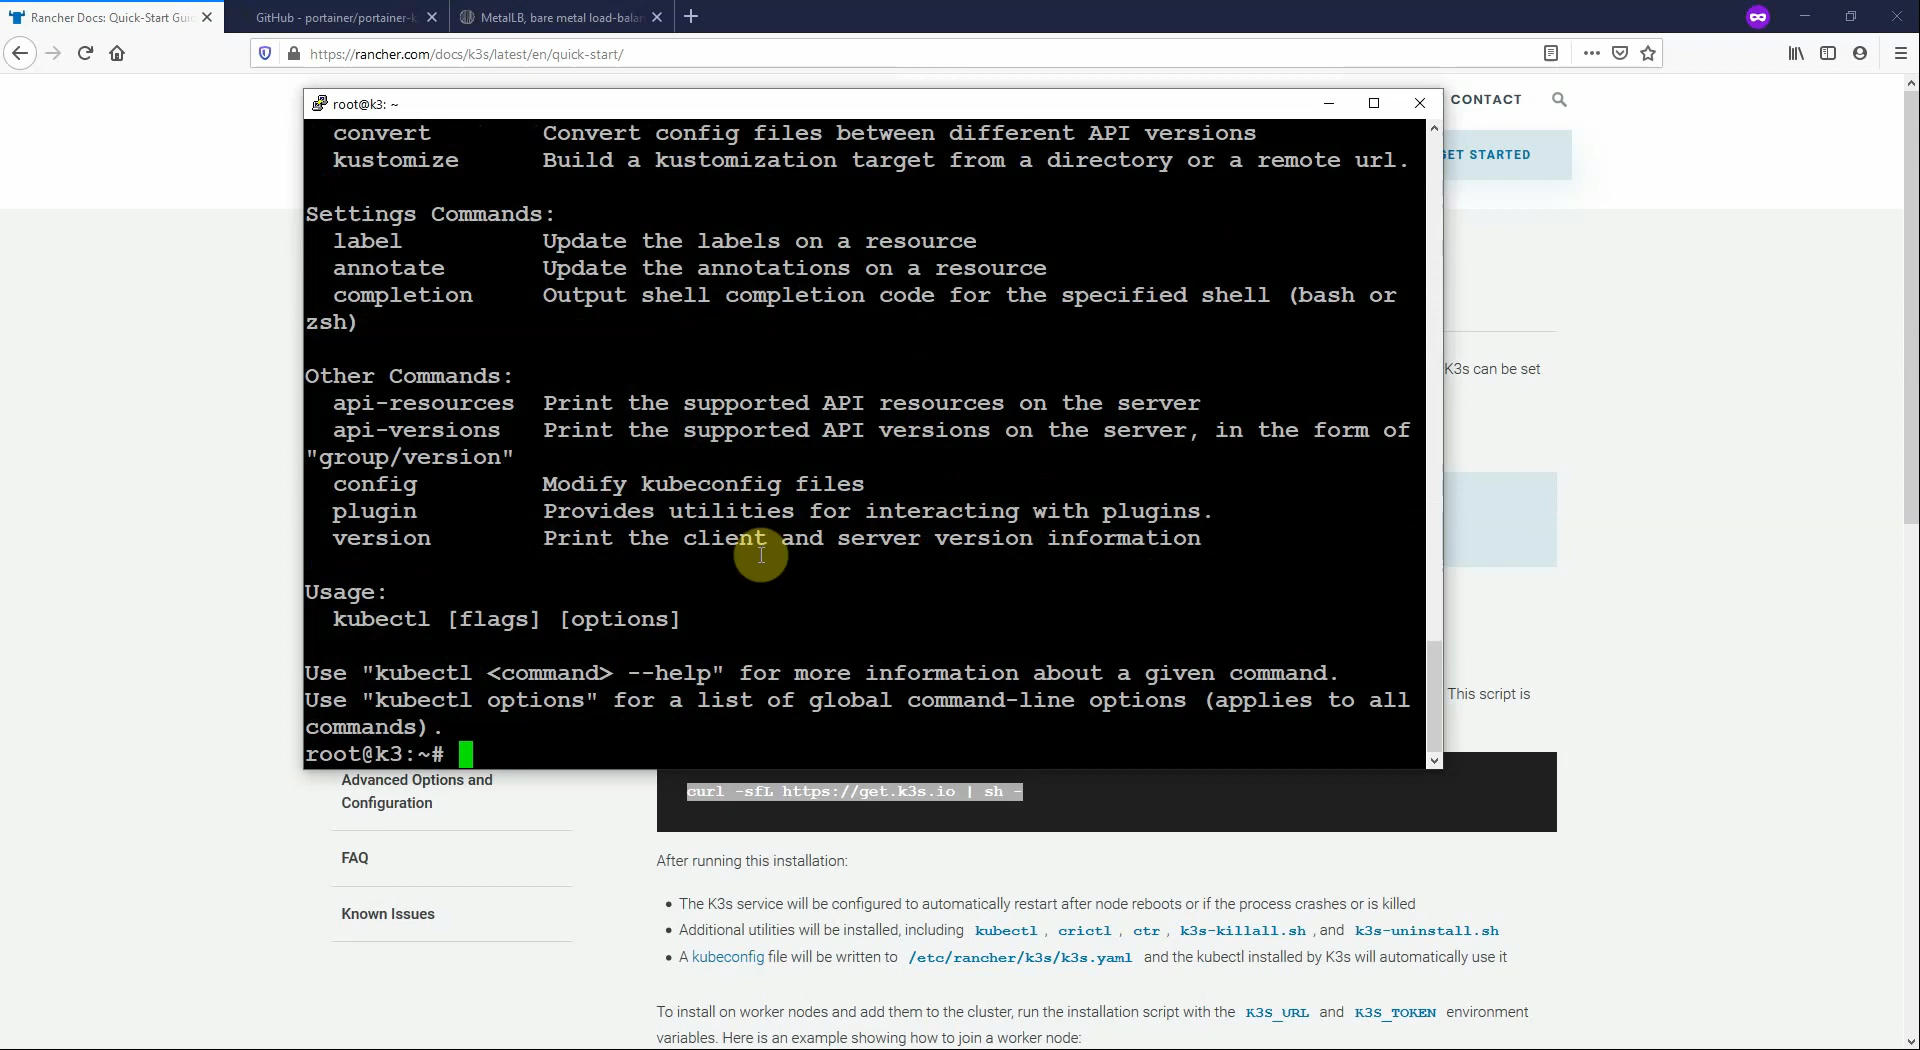 Rancher Docs: Quick-Start Gui
GitHub - portainer/portainer-k
MetalLB, bare metal load-balan
https://rancher.com/docs/k3s/latest/en/quick-start/
CONTACT
GET STARTED
root@k3: ~
convert Convert config files between different API versions
kustomize Build a kustomization target from a directory or a remote url.
Settings Commands:
label Update the labels on a resource
annotate Update the annotations on a resource
completion Output shell completion code for the specified shell (bash or
zsh)
Other Commands:
api-resources Print the supported API resources on the server
api-versions Print the supported API versions on the server, in the form of
"group/version"
config Modify kubeconfig files
plugin Provides utilities for interacting with plugins.
version Print the client and server version information
Usage:
kubectl [flags] [options]
Use "kubectl <command> --help" for more information about a given command.
Use "kubectl options" for a list of global command-line options (applies to all
commands).
root@k3:~#
K3s can be set
This script is
Advanced Options and
Configuration
FAQ
Known Issues
curl -sfL https://get.k3s.io | sh -
After running this installation:
• The K3s service will be configured to automatically restart after node reboots or if the process crashes or is killed
• Additional utilities will be installed, including kubectl , crictl , ctr , k3s-killall.sh , and k3s-uninstall.sh
• A kubeconfig file will be written to /etc/rancher/k3s/k3s.yaml and the kubectl installed by K3s will automatically use it
To install on worker nodes and add them to the cluster, run the installation script with the K3S_URL and K3S_TOKEN environment
variables. Here is an example showing how to join a worker node: